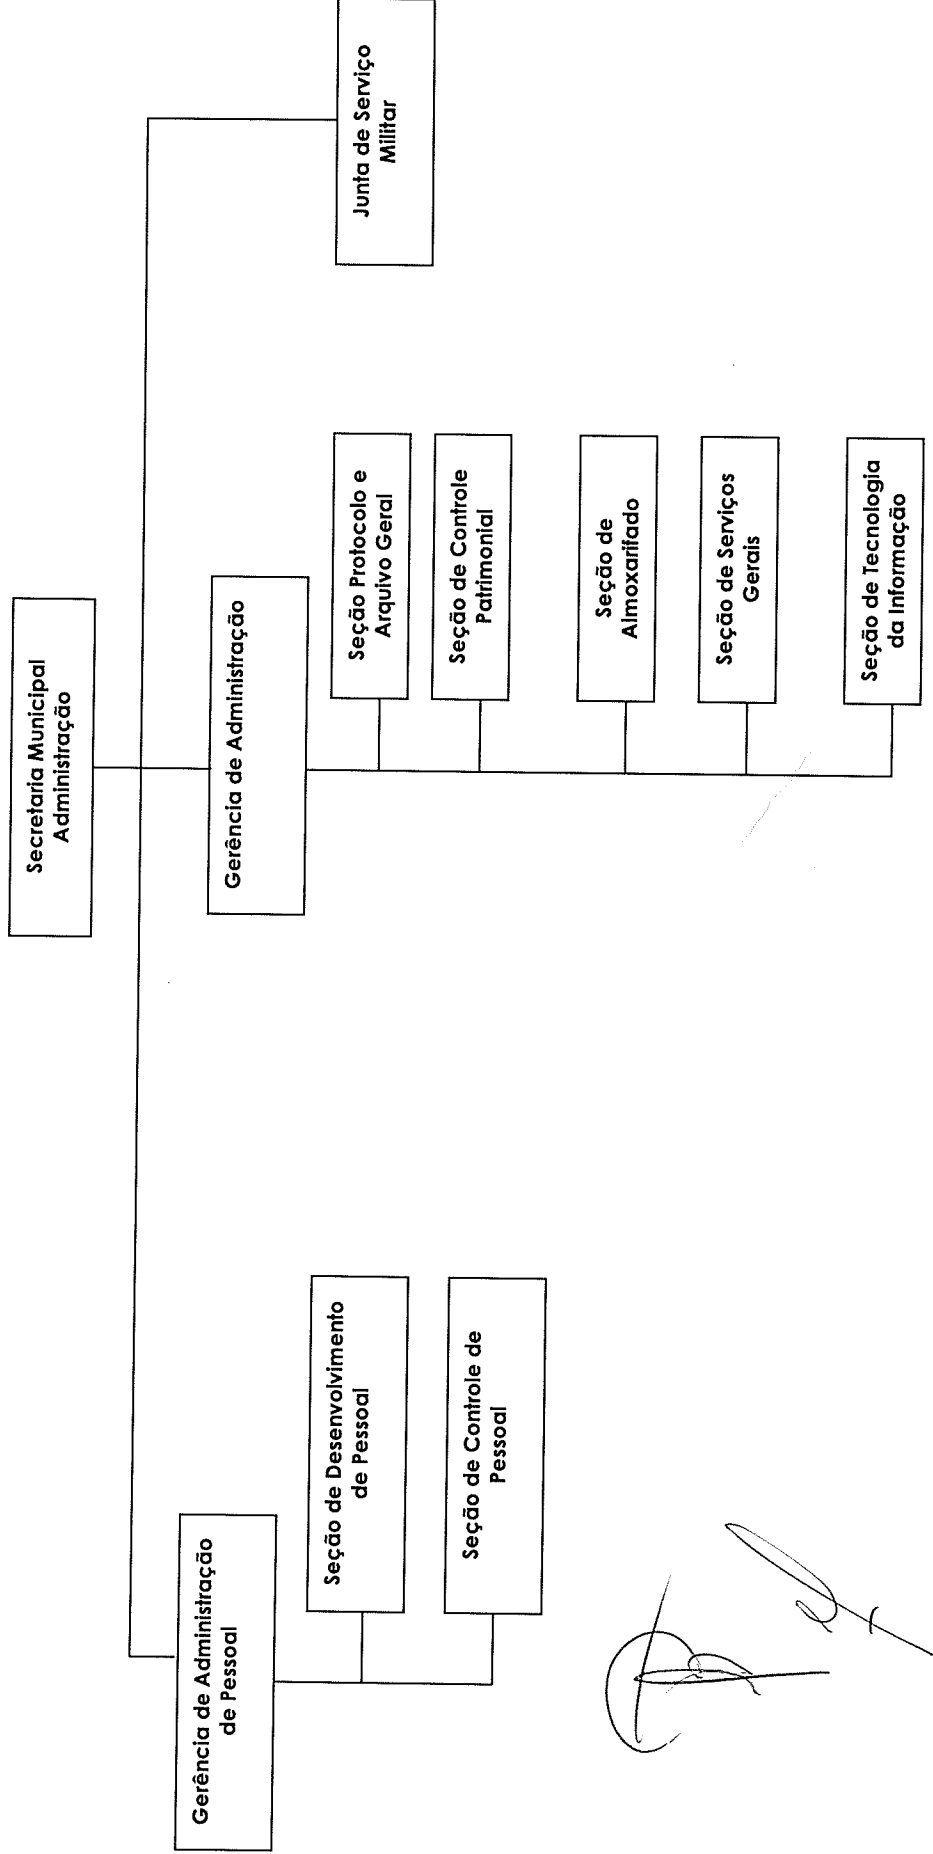 Secretaria Municipal
Administração
Gerência de Administração
de Pessoal
Seção de Desenvolvimento
de Pessoal
Seção de Controle de
Pessoal
Gerência de Administração
Seção Protocolo e
Arquivo Geral
Seção de Controle
Patrimonial
Seção de
Almoxarifado
Seção de Serviços
Gerais
Seção de Tecnologia
da Informação
Junta de Serviço
Militar